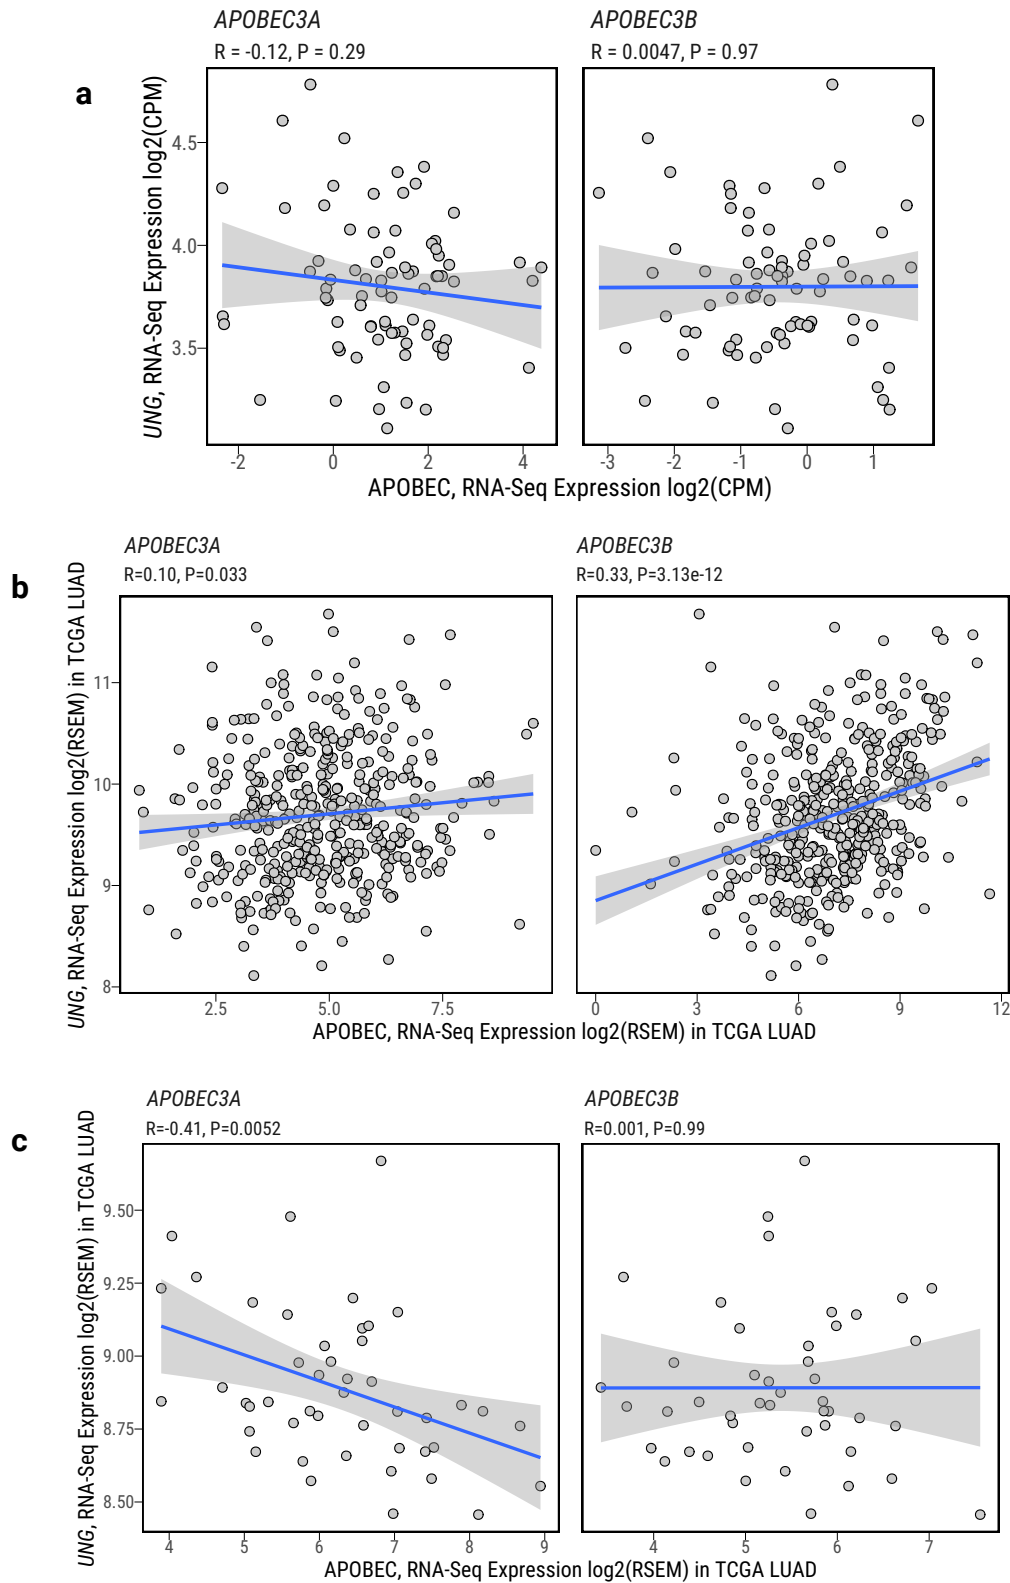 APOBEC3A
APOBEC3B
R = -0.12, P = 0.29
R = 0.0047, P = 0.97
a
UNG, RNA-Seq Expression log2(CPM)
4.5
4.0
3.5
-2 0 2 4
-3 -2 -1 0 1
APOBEC, RNA-Seq Expression log2(CPM)
APOBEC3A
APOBEC3B
R=0.10, P=0.033
R=0.33, P=3.13e-12
b
UNG, RNA-Seq Expression log2(RSEM) in TCGA LUAD
11
10
9
8
2.5 5.0 7.5
0 3 6 9 12
APOBEC, RNA-Seq Expression log2(RSEM) in TCGA LUAD
APOBEC3A
APOBEC3B
R=-0.41, P=0.0052
R=0.001, P=0.99
c
UNG, RNA-Seq Expression log2(RSEM) in TCGA LUAD
9.50
9.25
9.00
8.75
8.50
4 5 6 7 8 9
4 5 6 7
APOBEC, RNA-Seq Expression log2(RSEM) in TCGA LUAD